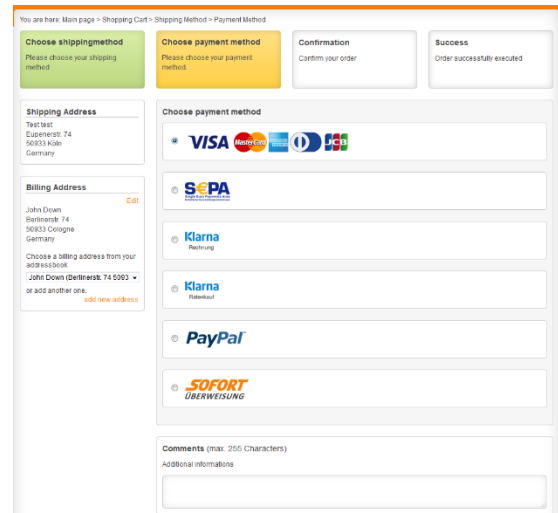 You are here: Main page > Shopping Cart > Shipping Method > Payment Method
Choose shippingmethod
Please choose your shipping
method
Choose payment method
Please choose your payment
method.
Confirmation
Confirm your order
Success
Order successfully executed
Shipping Address
Test test
Eupenerstr. 74
50933 Köln
Germany
Billing Address
Edit
John Down
Berlinerstr. 74
50933 Cologne
Germany
Choose a billing address from your
addressbook
John Down (Berlinerstr. 74 5093
or add another one.
add new address
Choose payment method
VISA MasterCard JCB
S€PA
Klarna
Rechnung
Klarna
Ratenkauf
PayPal
SOFORT
ÜBERWEISUNG
Comments (max. 255 Characters)
Additional informations